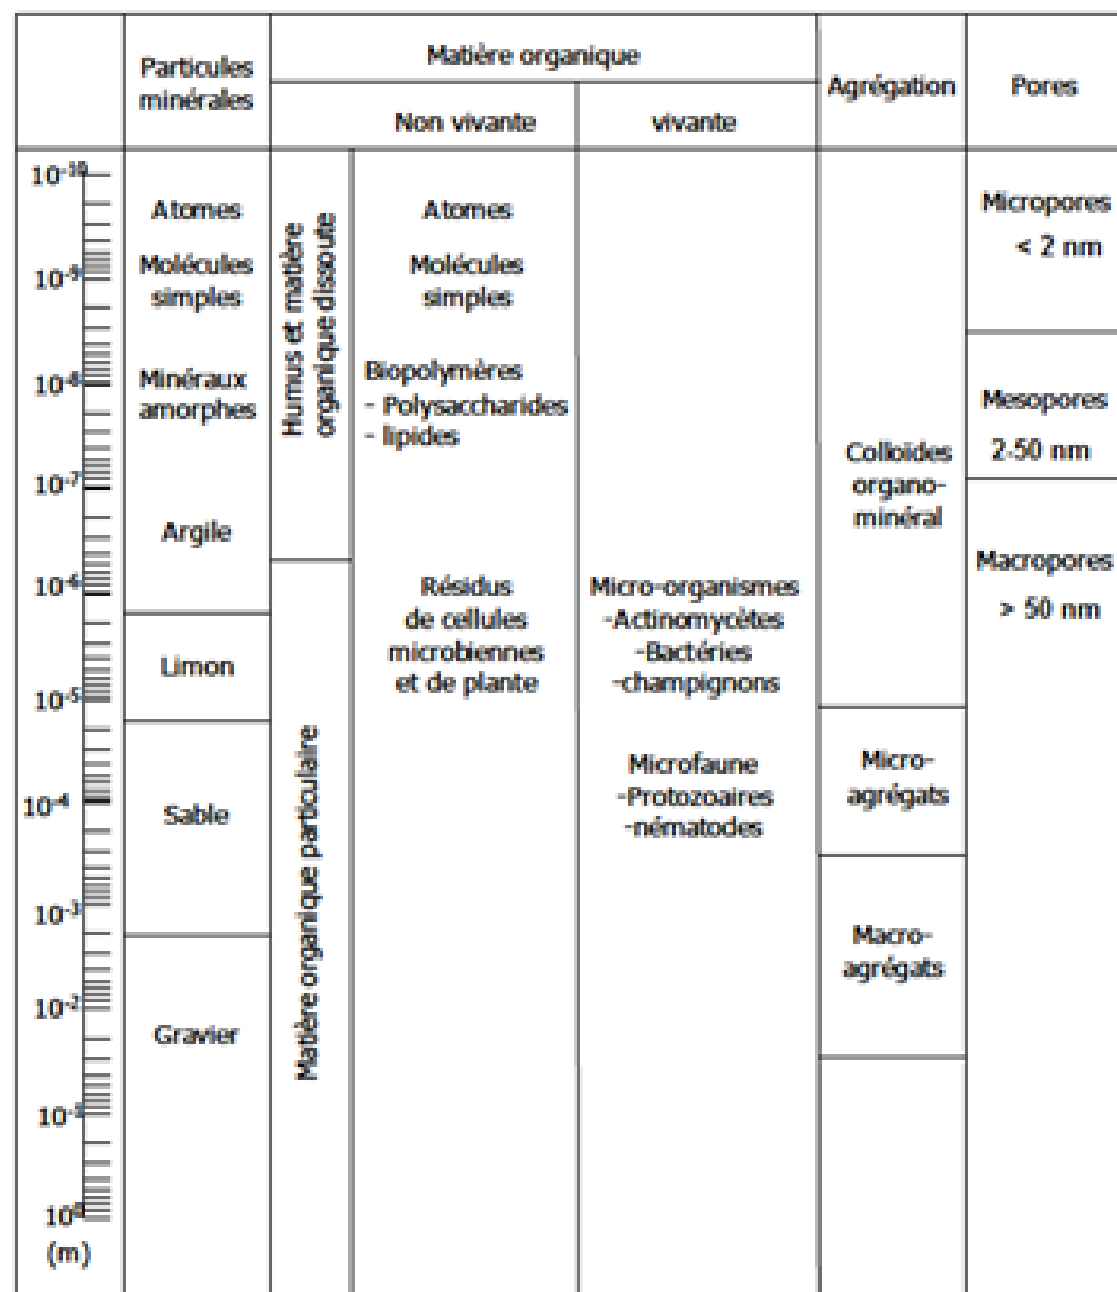 Particules
minérales
Matière organique
Non vivante
vivante
Agrégation
Pores
10⁻¹⁰
10⁻⁹
10⁻⁸
10⁻⁷
10⁻⁶
10⁻⁵
10⁻⁴
10⁻³
10⁻²
10⁻¹
10⁰
(m)
Atomes
Molécules
simples
Minéraux
amorphes
Argile
Limon
Sable
Gravier
Humus et matière
organique dissoute
Matière organique particulaire
Atomes
Molécules
simples
Biopolymères
- Polysaccharides
- lipides
Résidus
de cellules
microbiennes
et de plante
Micro-organismes
-Actinomycètes
-Bactéries
-champignons
Microfaune
-Protozoaires
-nématodes
Colloïdes
organo-
minéral
Micro-
agrégats
Macro-
agrégats
Micropores
< 2 nm
Mesopores
2-50 nm
Macropores
> 50 nm